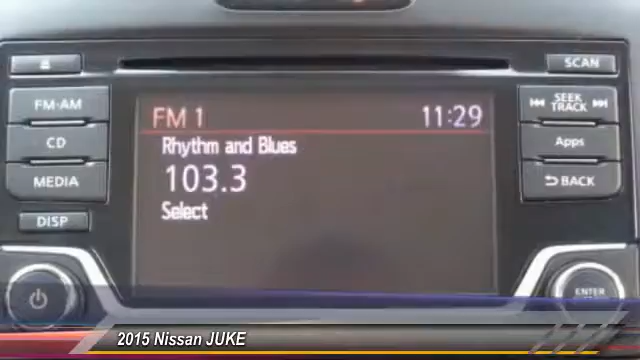 SCAN
FM-AM
FM 1
11:29
SEEK
TRACK
Rhythm and Blues
CD
Apps
103.3
MEDIA
BACK
Select
DISP
ENTER
2015 Nissan JUKE